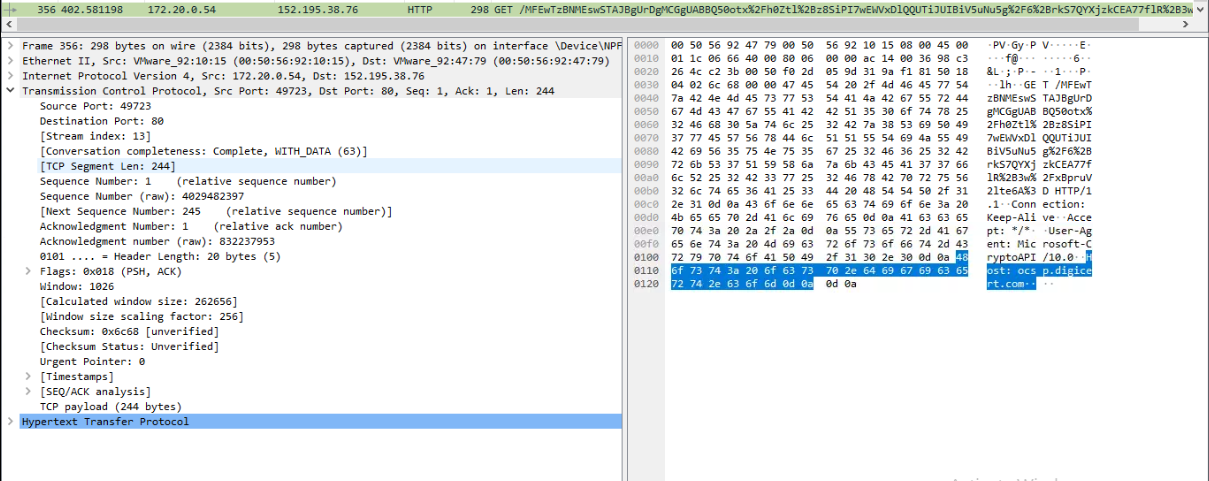 356 402.581198 172.20.0.54 152.195.38.76 HTTP 298 GET /MFEwTzBNMEswSTAJBgUrDgMCGgUABBQ50otx%2Fh0Ztl%2Bz8SiPI7wEWVxDlQQUTiJUIBiV5uNu5g%2F6%2BrkS7QYXjzkCEA77flR%2B3w
Frame 356: 298 bytes on wire (2384 bits), 298 bytes captured (2384 bits) on interface \Device\NPF
Ethernet II, Src: VMware_92:10:15 (00:50:56:92:10:15), Dst: VMware_92:47:79 (00:50:56:92:47:79)
Internet Protocol Version 4, Src: 172.20.0.54, Dst: 152.195.38.76
Transmission Control Protocol, Src Port: 49723, Dst Port: 80, Seq: 1, Ack: 1, Len: 244
Source Port: 49723
Destination Port: 80
[Stream index: 13]
[Conversation completeness: Complete, WITH_DATA (63)]
[TCP Segment Len: 244]
Sequence Number: 1 (relative sequence number)
Sequence Number (raw): 4029482397
[Next Sequence Number: 245 (relative sequence number)]
Acknowledgment Number: 1 (relative ack number)
Acknowledgment number (raw): 832237953
0101 .... = Header Length: 20 bytes (5)
Flags: 0x018 (PSH, ACK)
Window: 1026
[Calculated window size: 262656]
[Window size scaling factor: 256]
Checksum: 0x6c68 [unverified]
[Checksum Status: Unverified]
Urgent Pointer: 0
[Timestamps]
[SEQ/ACK analysis]
TCP payload (244 bytes)
Hypertext Transfer Protocol
0000 00 50 56 92 47 79 00 50 56 92 10 15 08 00 45 00 ·PV·Gy·P V·····E·
0010 01 1c 06 66 40 00 80 06 00 00 ac 14 00 36 98 c3 ···f@··· ·····6··
0020 26 4c c2 3b 00 50 f0 2d 05 9d 31 9a f1 81 50 18 &L·;·P·- ··1···P·
0030 04 02 6c 68 00 00 47 45 54 20 2f 4d 46 45 77 54 ··lh··GE T /MFEwT
0040 7a 42 4e 4d 45 73 77 53 54 41 4a 42 67 55 72 44 zBNMEswS TAJBgUrD
0050 67 4d 43 47 67 55 41 42 42 51 35 30 6f 74 78 25 gMCGgUAB BQ50otx%
0060 32 46 68 30 5a 74 6c 25 32 42 7a 38 53 69 50 49 2Fh0Ztl% 2Bz8SiPI
0070 37 77 45 57 56 78 44 6c 51 51 55 54 69 4a 55 49 7wEWVxDl QQUTiJUI
0080 42 69 56 35 75 4e 75 35 67 25 32 46 36 25 32 42 BiV5uNu5 g%2F6%2B
0090 72 6b 53 37 51 59 58 6a 7a 6b 43 45 41 37 37 66 rkS7QYXj zkCEA77f
00a0 6c 52 25 32 42 33 77 25 32 46 78 42 70 72 75 56 lR%2B3w% 2FxBpruV
00b0 32 6c 74 65 36 41 25 33 44 20 48 54 54 50 2f 31 2lte6A%3 D HTTP/1
00c0 2e 31 0d 0a 43 6f 6e 6e 65 63 74 69 6f 6e 3a 20 .1··Conn ection:
00d0 4b 65 65 70 2d 41 6c 69 76 65 0d 0a 41 63 63 65 Keep-Ali ve··Acce
00e0 70 74 3a 20 2a 2f 2a 0d 0a 55 73 65 72 2d 41 67 pt: */*· ·User-Ag
00f0 65 6e 74 3a 20 4d 69 63 72 6f 73 6f 66 74 2d 43 ent: Mic rosoft-C
0100 72 79 70 74 6f 41 50 49 2f 31 30 2e 30 0d 0a 48 ryptoAPI /10.0··H
0110 6f 73 74 3a 20 6f 63 73 70 2e 64 69 67 69 63 65 ost: ocs p.digice
0120 72 74 2e 63 6f 6d 0d 0a 0d 0a rt.com·· ··